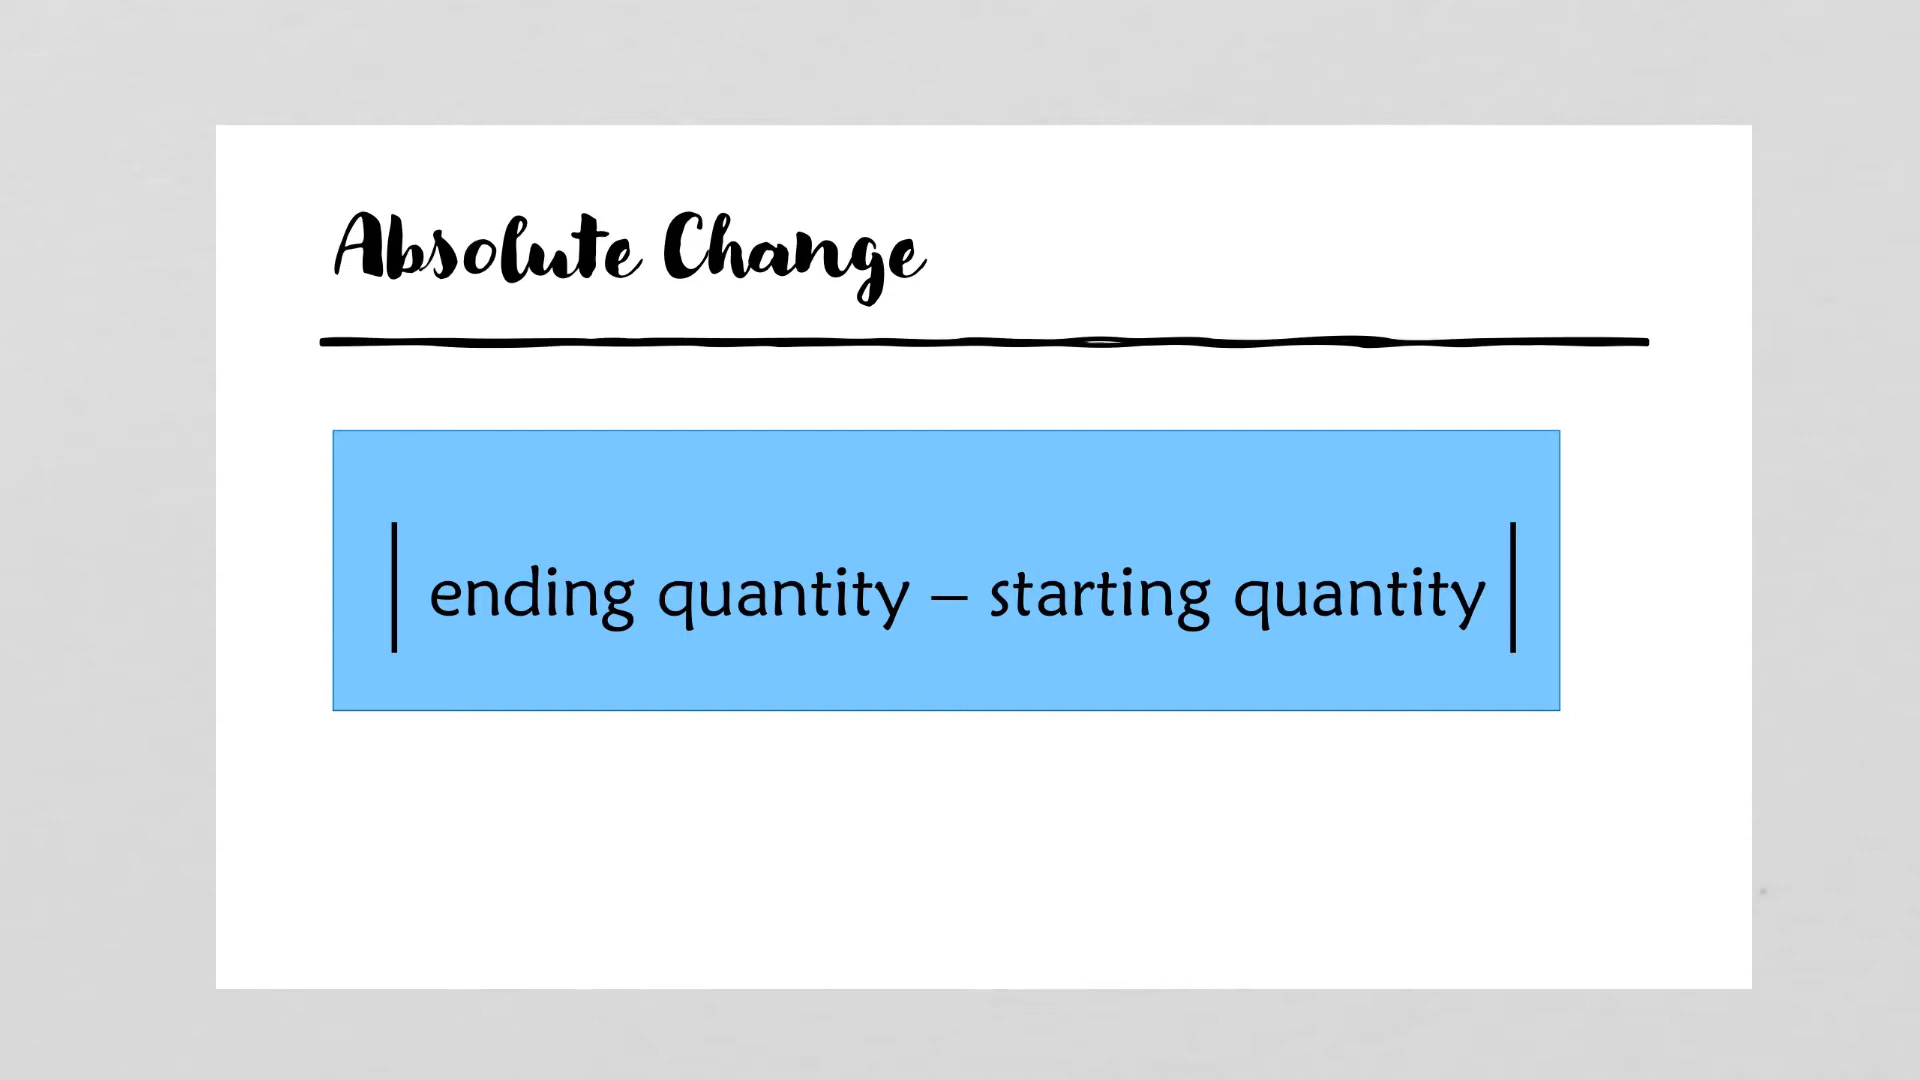 Absolute Change
| ending quantity – starting quantity |